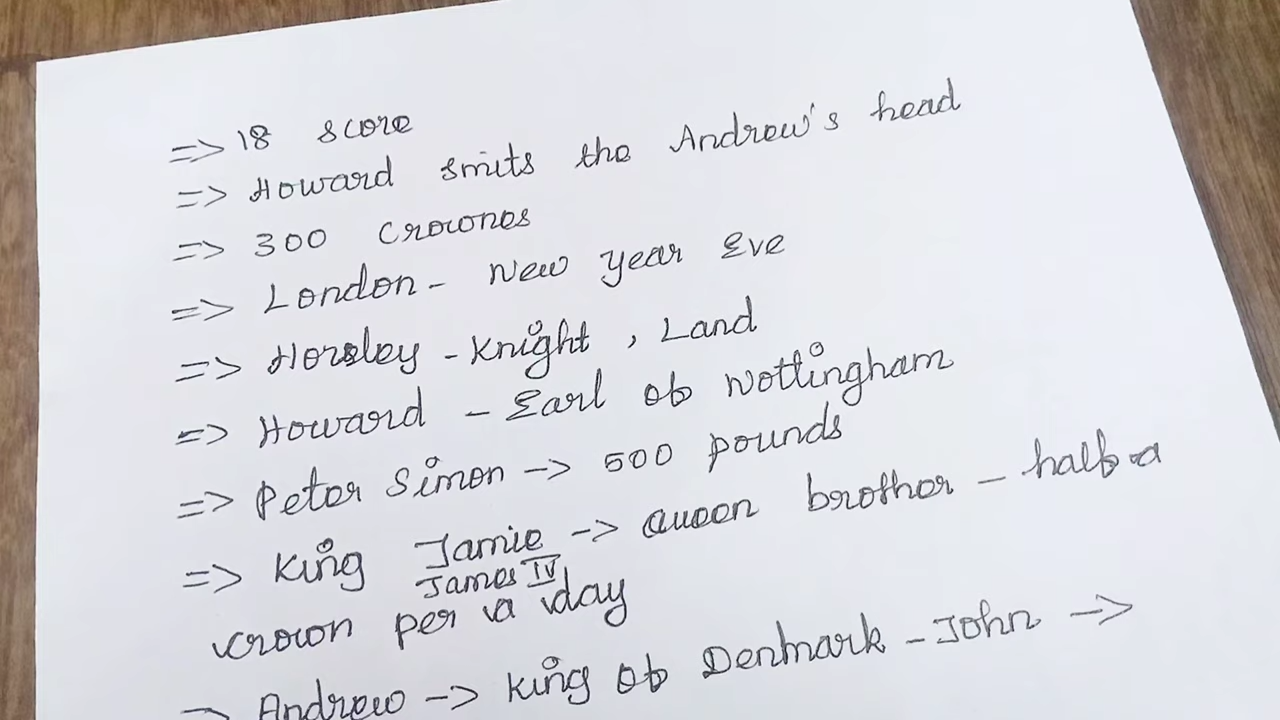 => 18 score
=> Howard smits the Andrew's head
=> 300 Crownes
=> London - New year Eve
=> Horsley - Knight, Land
=> Howard - Earl of Nottingham
=> Peter Simon -> 500 pounds
=> King Jamie -> Queen brother - half a
James IV
crown per a day
=> Andrew -> King of Denmark - John ->